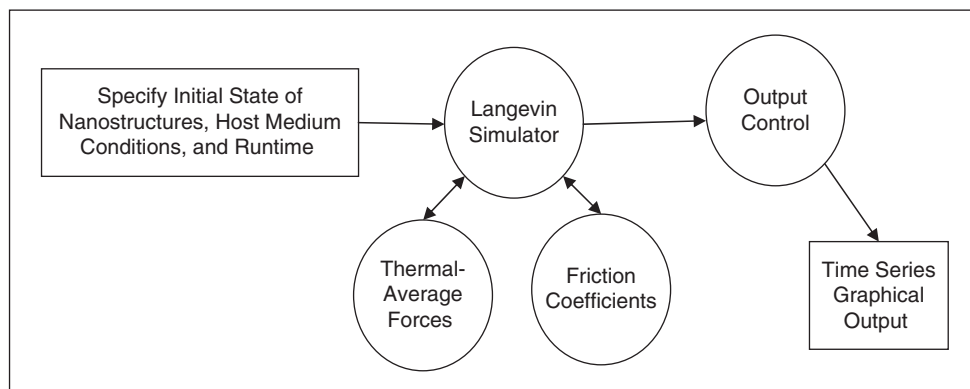 Specify Initial State of
Nanostructures, Host Medium
Conditions, and Runtime
Langevin
Simulator
Output
Control
Thermal-
Average
Forces
Friction
Coefficients
Time Series
Graphical
Output